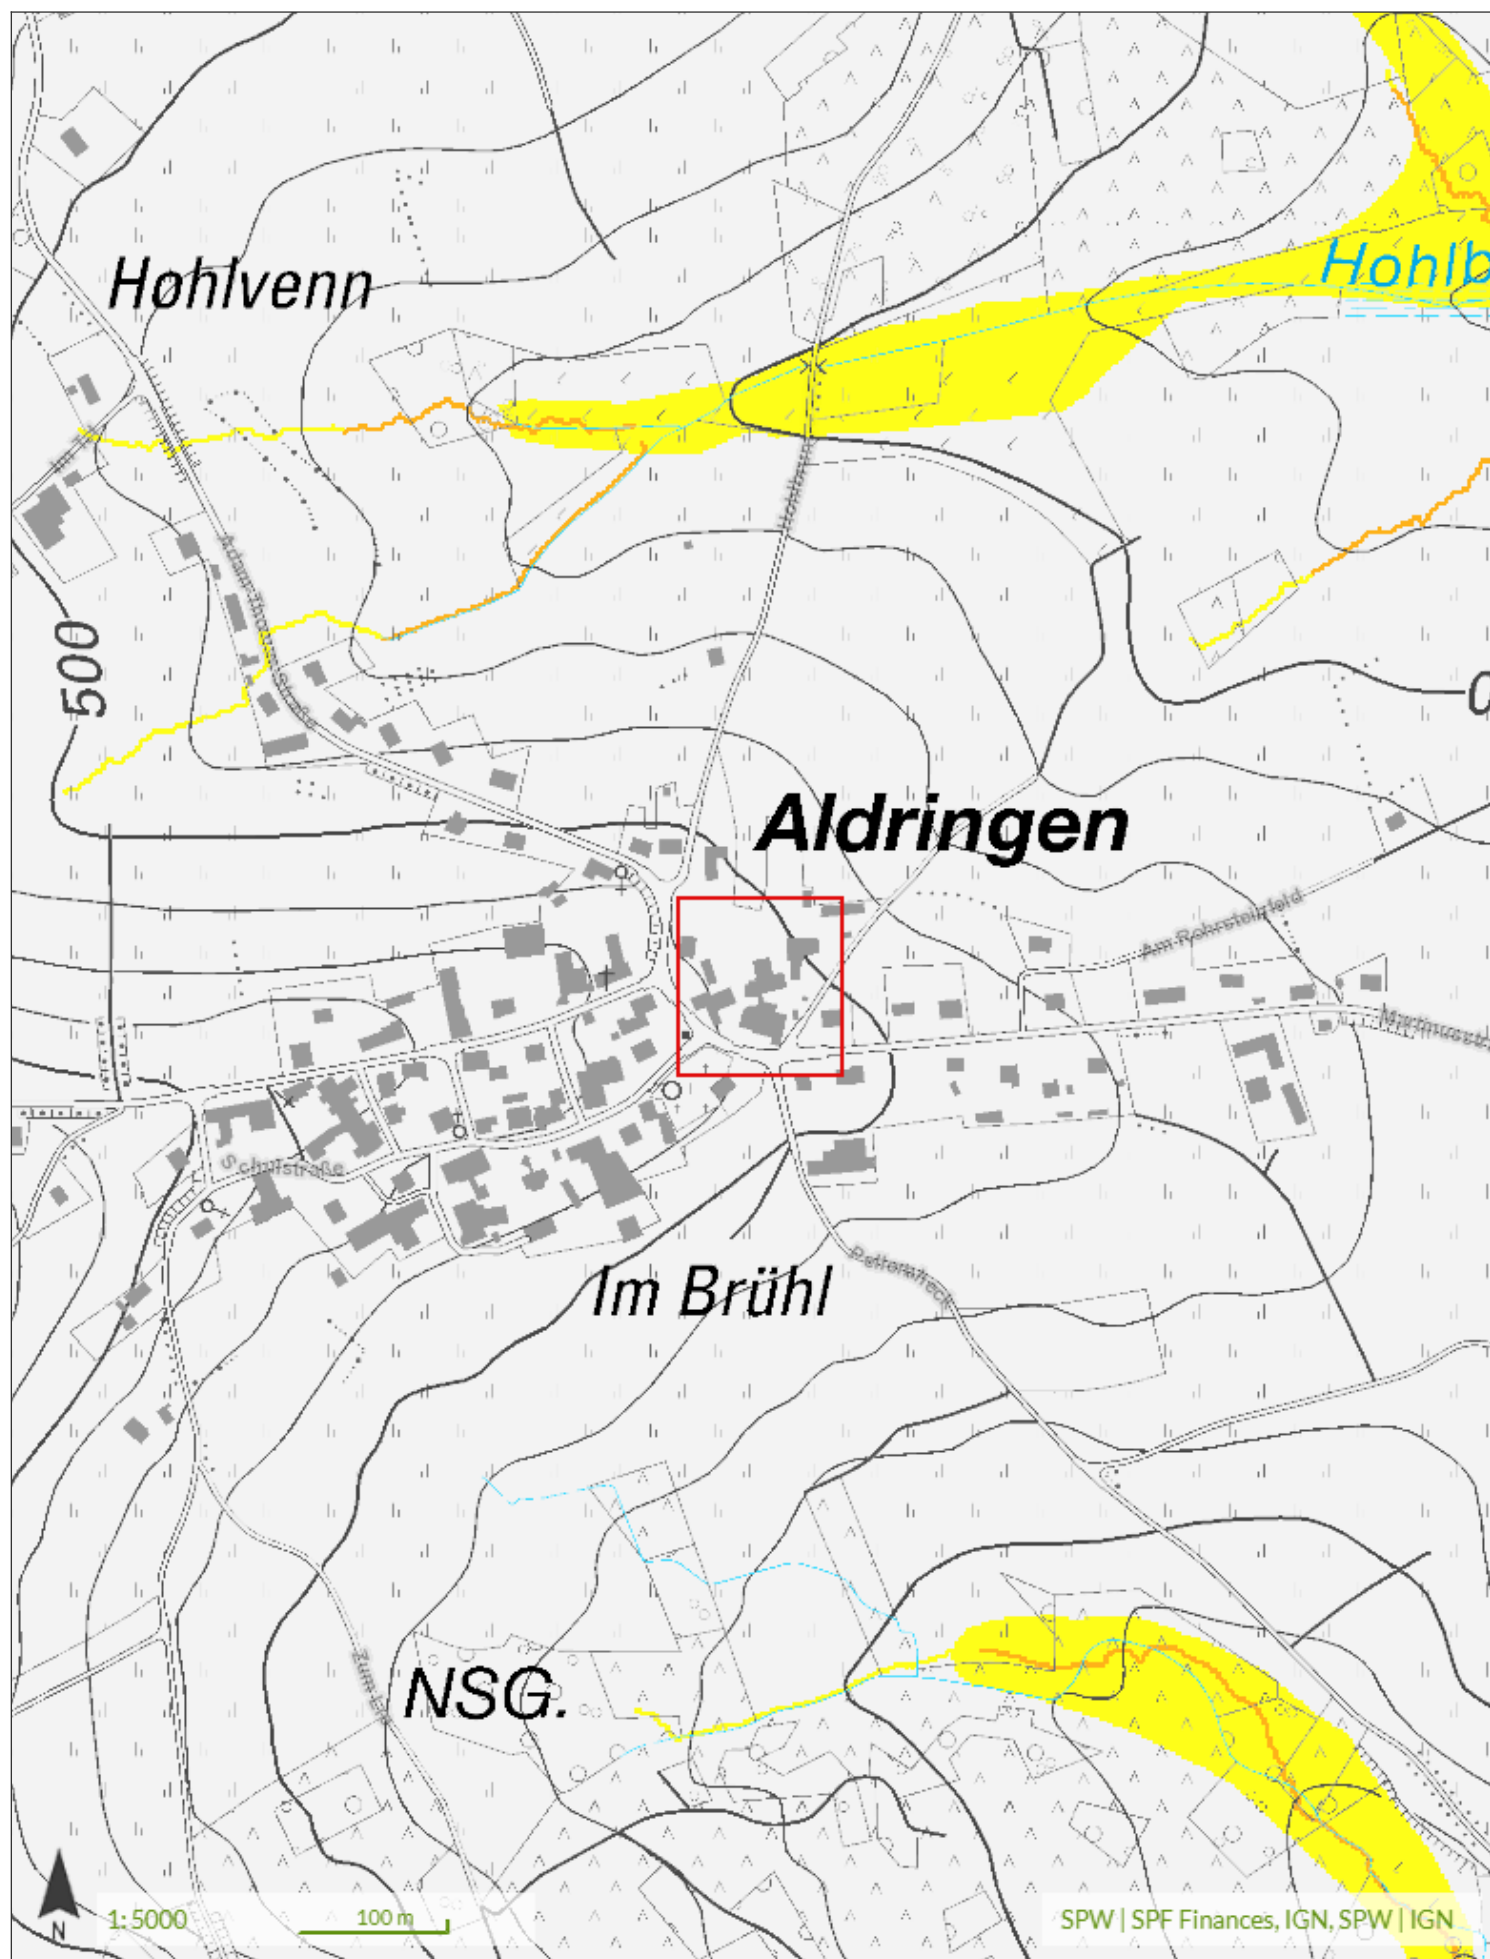 Hohlb
Hohlvenn
500
Aldringen
Am Rohrsteinfeld
Schulstraße
Im Brühl
NSG.
N
1:5000
100 m
SPW | SPF Finances, IGN, SPW | IGN